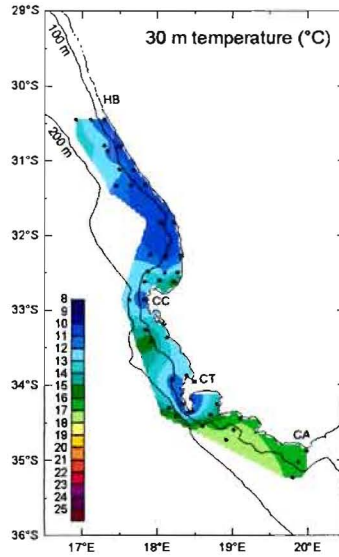 29°S
30 m temperature (°C)
100 m
HB
30°S
200 m
31°S
32°S
33°S
CC
34°S
CT
35°S
CA
36°S
8
9
10
11
12
13
14
15
16
17
18
19
20
21
22
23
24
25
17°E
18°E
19°E
20°E